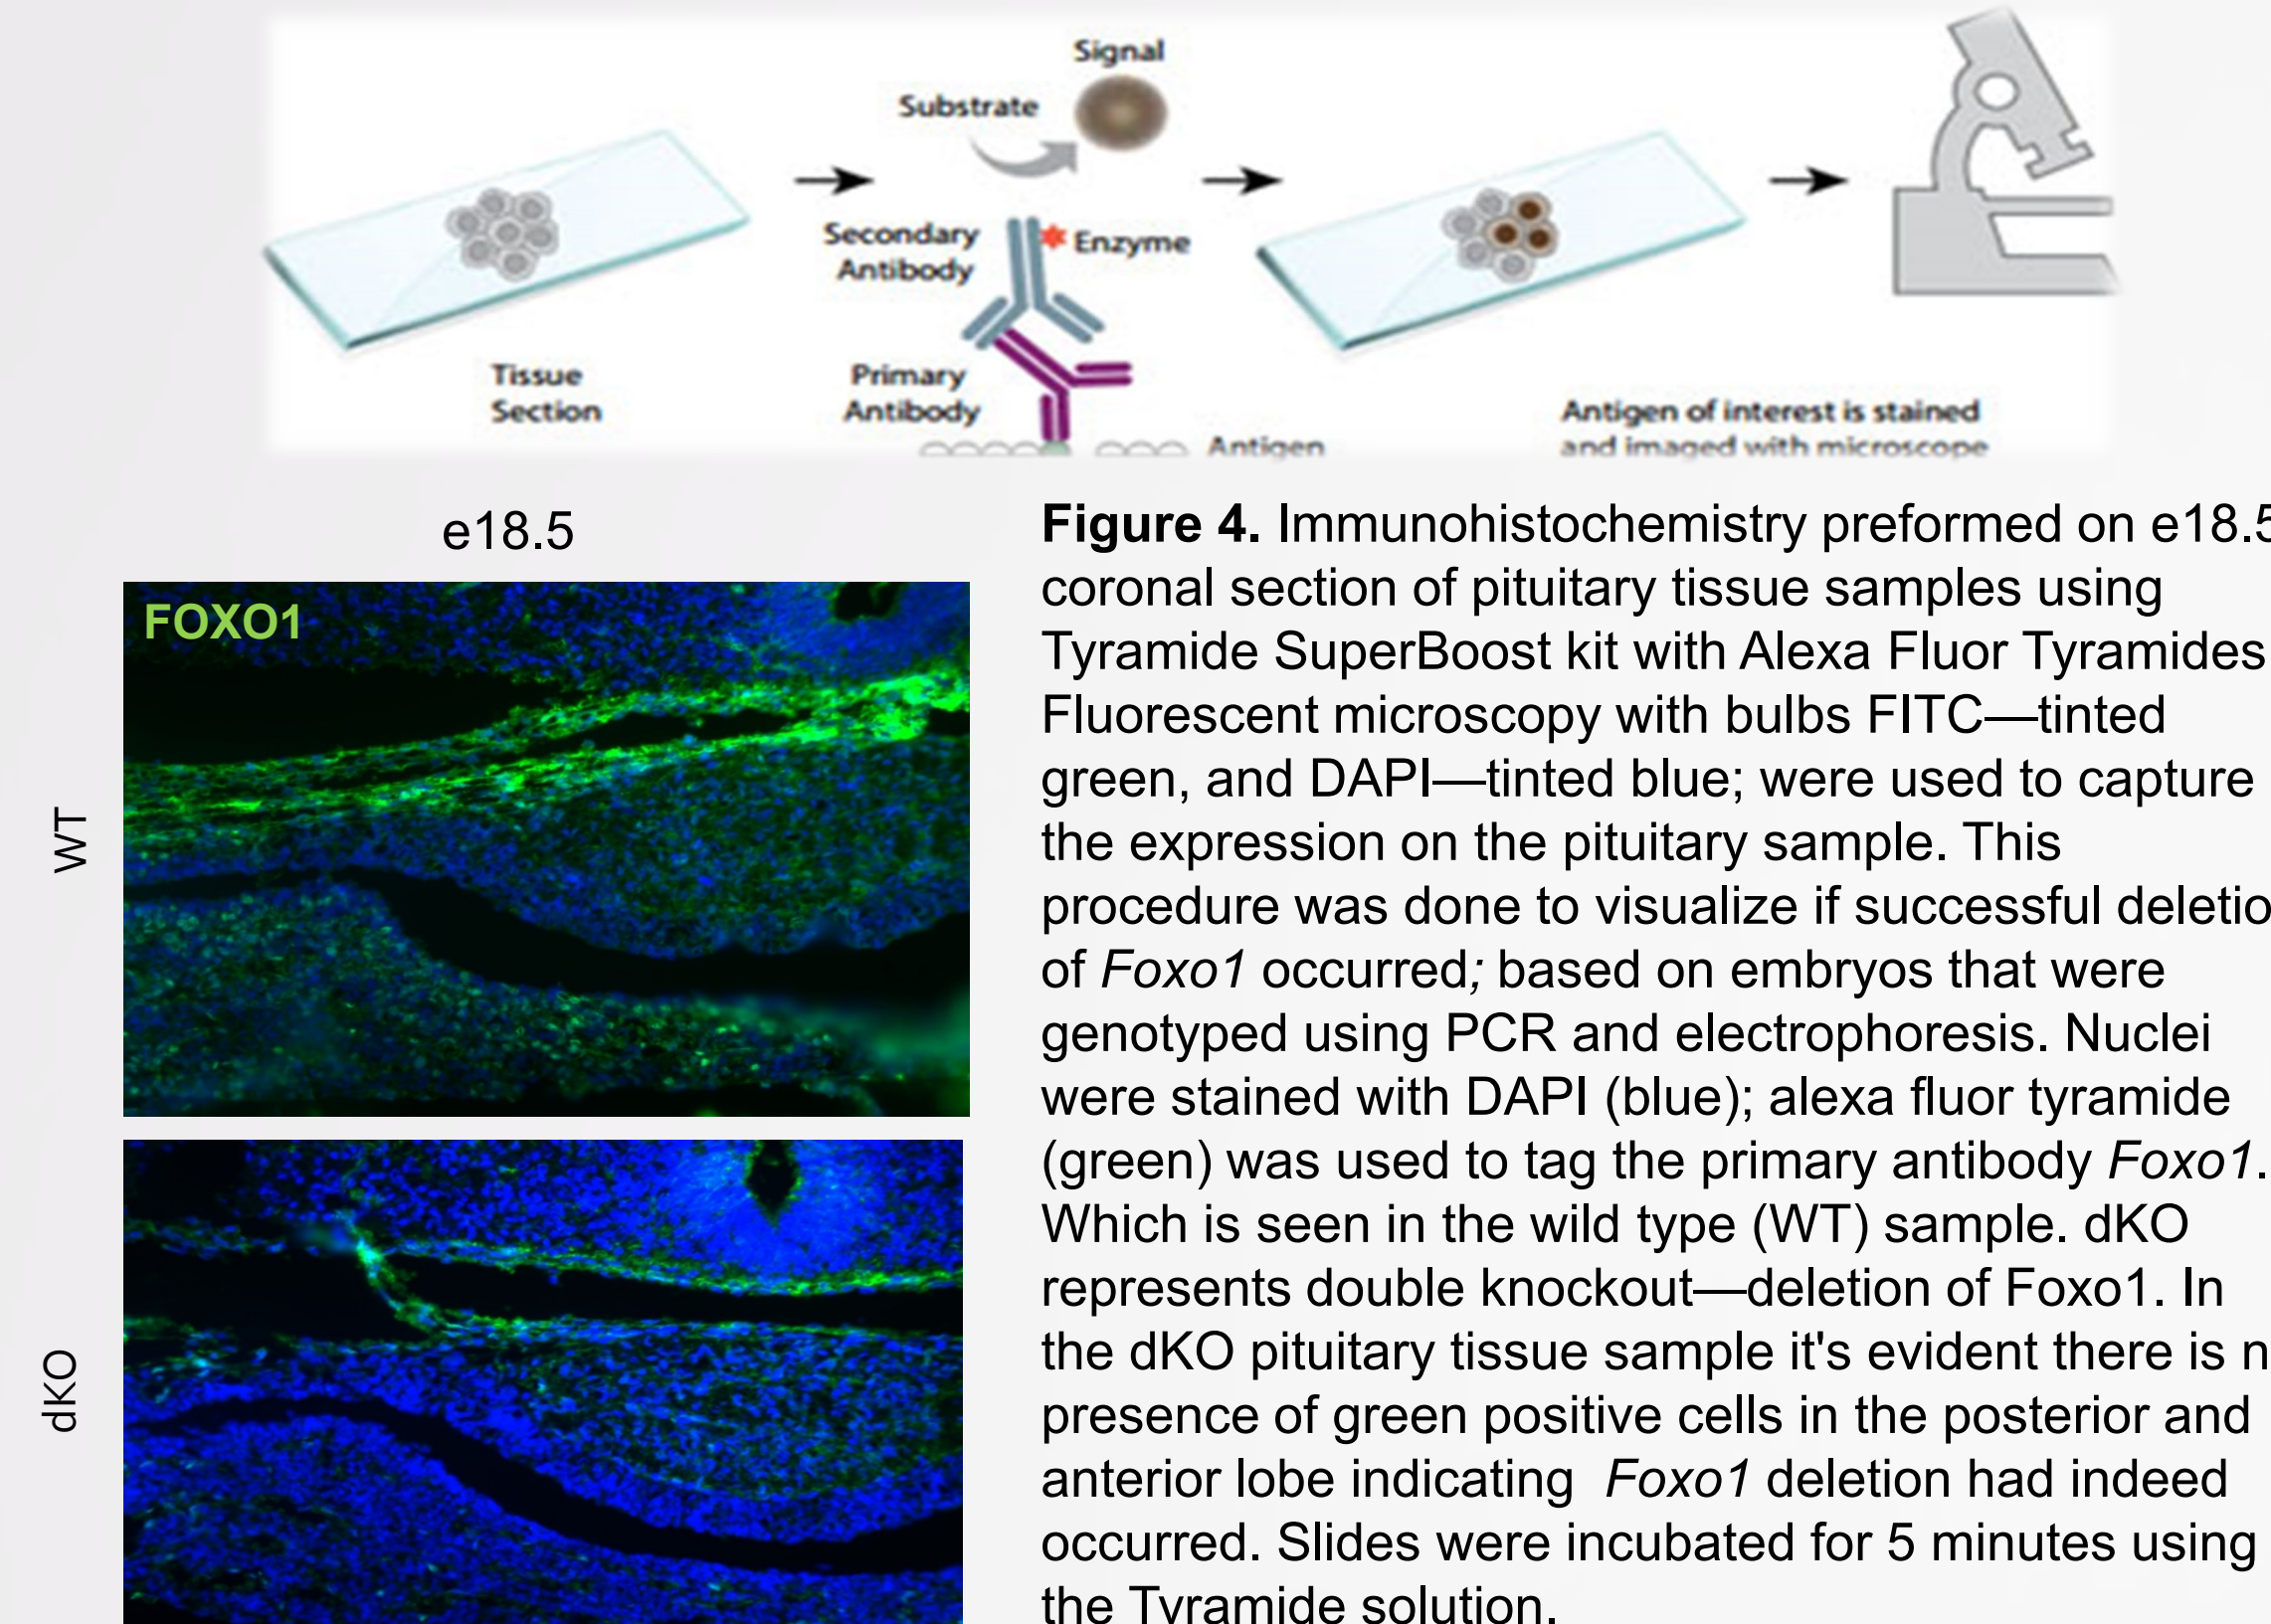 Signal
Substrate
Secondary
Antibody
Enzyme
Primary
Antibody
Antigen
Tissue
Section
Antigen of interest is stained
and imaged with microscope
e18.5
FOXO1
WT
dKO
Figure 4. Immunohistochemistry preformed on e18.5
coronal section of pituitary tissue samples using
Tyramide SuperBoost kit with Alexa Fluor Tyramides
Fluorescent microscopy with bulbs FITC—tinted
green, and DAPI—tinted blue; were used to capture
the expression on the pituitary sample. This
procedure was done to visualize if successful deletio
of Foxo1 occurred; based on embryos that were
genotyped using PCR and electrophoresis. Nuclei
were stained with DAPI (blue); alexa fluor tyramide
(green) was used to tag the primary antibody Foxo1.
Which is seen in the wild type (WT) sample. dKO
represents double knockout—deletion of Foxo1. In
the dKO pituitary tissue sample it's evident there is n
presence of green positive cells in the posterior and
anterior lobe indicating Foxo1 deletion had indeed
occurred. Slides were incubated for 5 minutes using
the Tyramide solution.